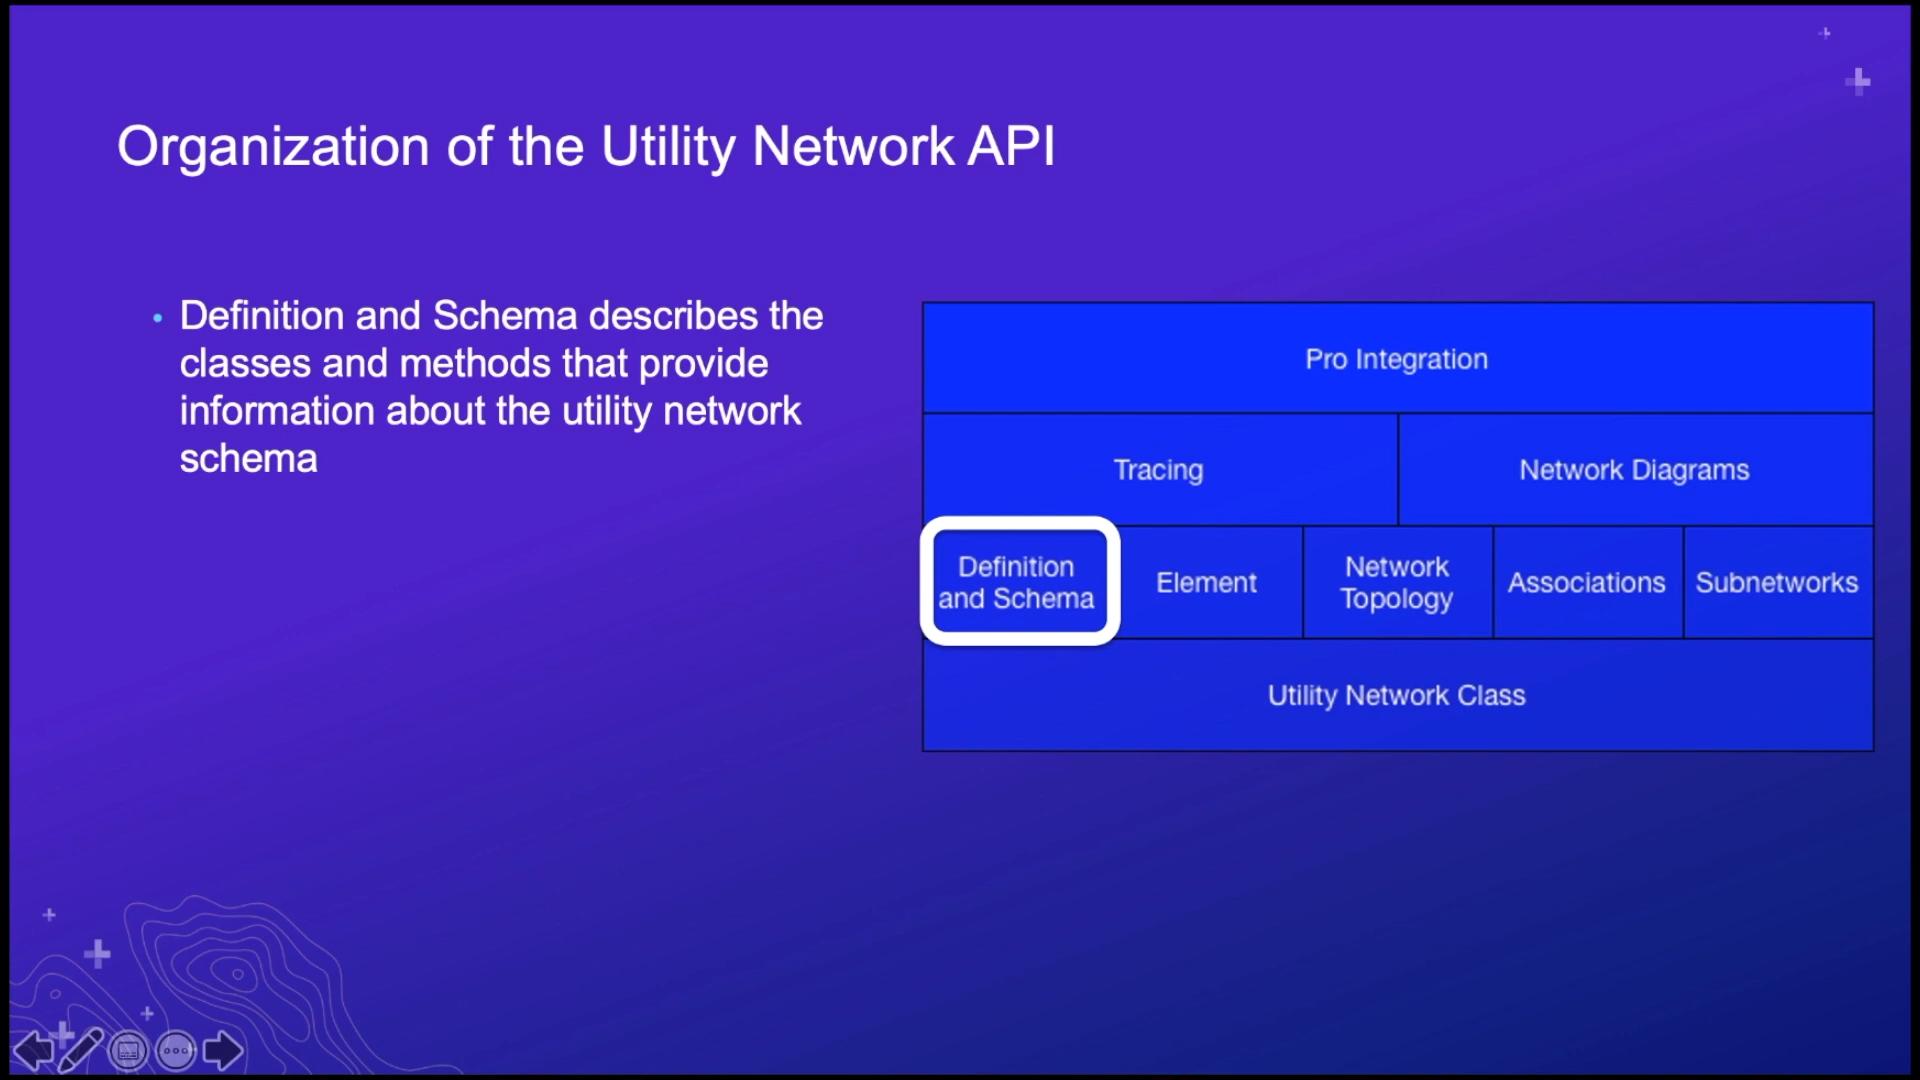 Organization of the Utility Network API
• Definition and Schema describes the
classes and methods that provide
information about the utility network
schema
Pro Integration
Tracing
Network Diagrams
Definition
and Schema
Element
Network
Topology
Associations
Subnetworks
Utility Network Class